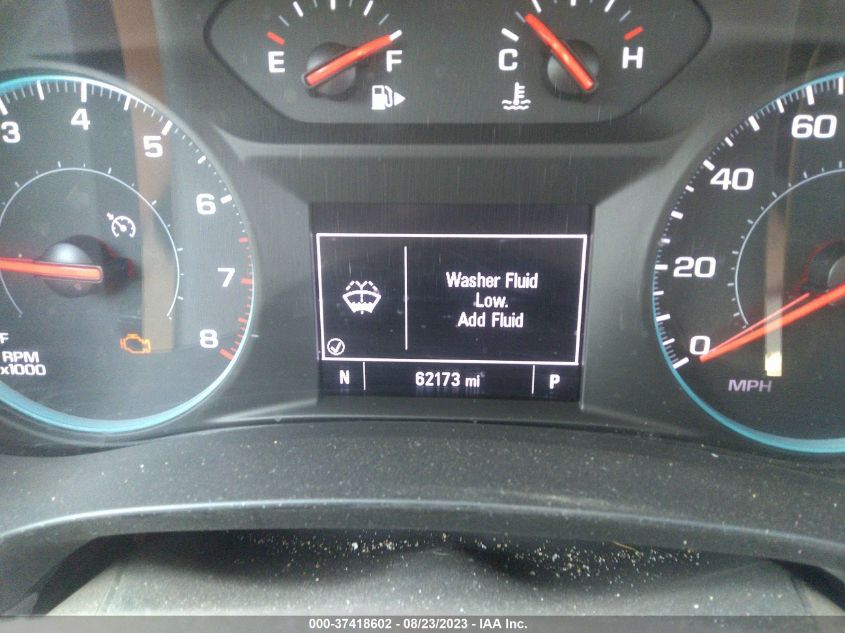 E F
C H
3 4 5 6 7 8
F
RPM
x1000
Washer Fluid
Low.
Add Fluid
N 62173 mi P
0 20 40 60
MPH
000-37418602 - 08/23/2023 - IAA Inc.